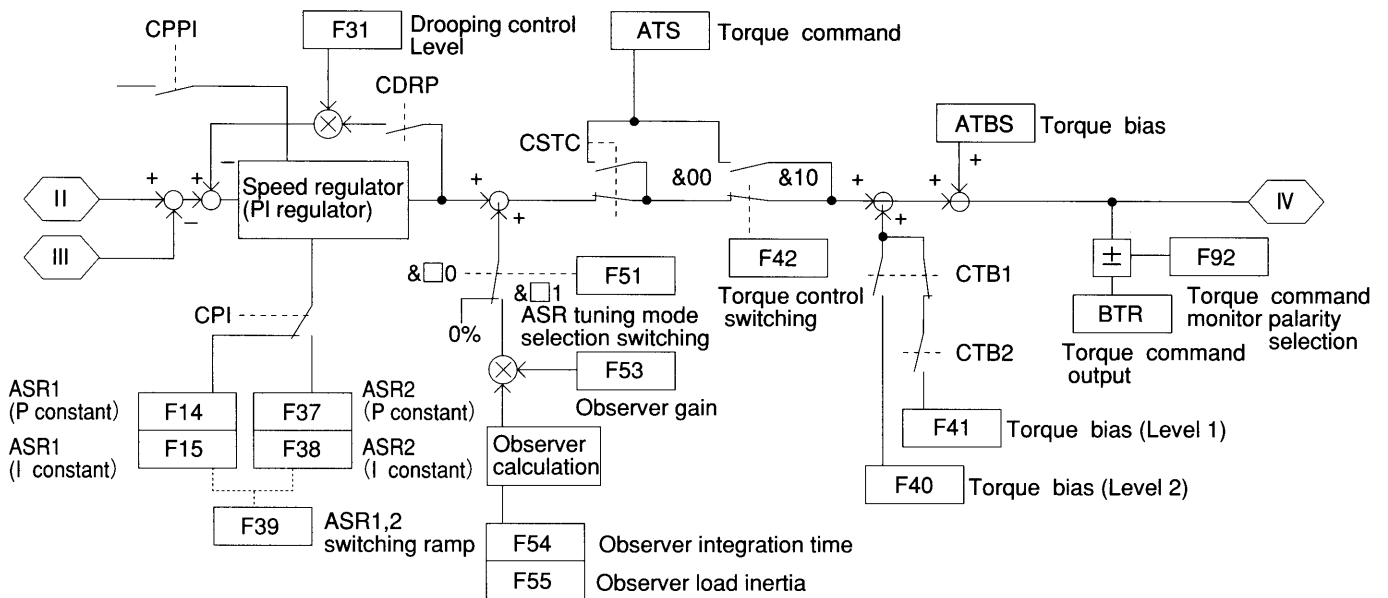 CPPI
F31
Drooping control
Level
CDRP
ATS
Torque command
CSTC
&00
&10
ATBS
Torque bias
II
III
+
−
+
−
Speed regulator
(PI regulator)
+
+
+
+
+
+
IV
&□0
&□1
F51
ASR tuning mode
selection switching
0%
F42
Torque control
switching
CTB1
CTB2
±
F92
Torque command
monitor palarity
selection
BTR
Torque command
output
CPI
ASR1
(P constant)
F14
ASR1
(I constant)
F15
F37
ASR2
(P constant)
F38
ASR2
(I constant)
F39
ASR1,2
switching ramp
F53
Observer gain
Observer
calculation
F54
Observer integration time
F55
Observer load inertia
F41
Torque bias (Level 1)
F40
Torque bias (Level 2)